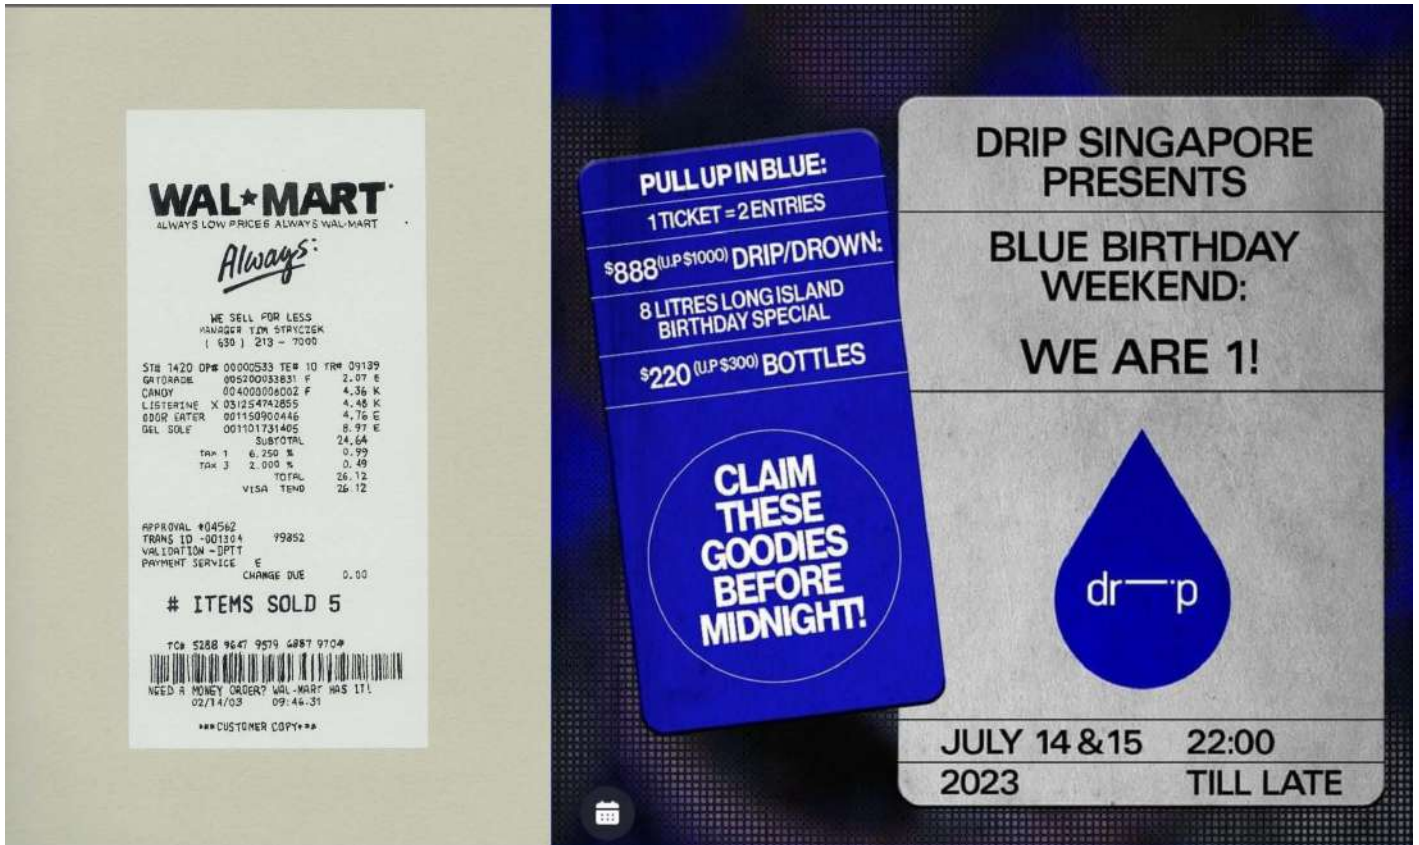 WAL★MART
ALWAYS LOW PRICES ALWAYS WAL-MART
Always.
WE SELL FOR LESS
MANAGER TIM STRYCZEK
( 630 ) 213 - 7000
ST# 1420 OP# 00000533 TE# 10 TR# 09139
GATORADE 005200033831 F 2.07 E
CANDY 004000006002 F 4.36 K
LISTERINE X 031254742855 4.48 K
ODOR EATER 001150900446 4.76 E
GEL SOLE 001101731405 8.97 E
SUBTOTAL 24.64
TAX 1 6.250 % 0.99
TAX 3 2.000 % 0.49
TOTAL 26.12
VISA TEND 26.12
APPROVAL #04562
TRANS ID -001304 79852
VALIDATION -DPTT
PAYMENT SERVICE E
CHANGE DUE 0.00
# ITEMS SOLD 5
TC# 5288 9647 9579 6887 9704
NEED A MONEY ORDER? WAL-MART HAS IT!
02/14/03 09:46.31
***CUSTOMER COPY***
PULL UP IN BLUE:
1 TICKET = 2 ENTRIES
$888 (U.P $1000) DRIP/DROWN:
8 LITRES LONG ISLAND
BIRTHDAY SPECIAL
$220 (U.P $300) BOTTLES
CLAIM
THESE
GOODIES
BEFORE
MIDNIGHT!
DRIP SINGAPORE
PRESENTS
BLUE BIRTHDAY
WEEKEND:
WE ARE 1!
drip
JULY 14 & 15 22:00
2023 TILL LATE